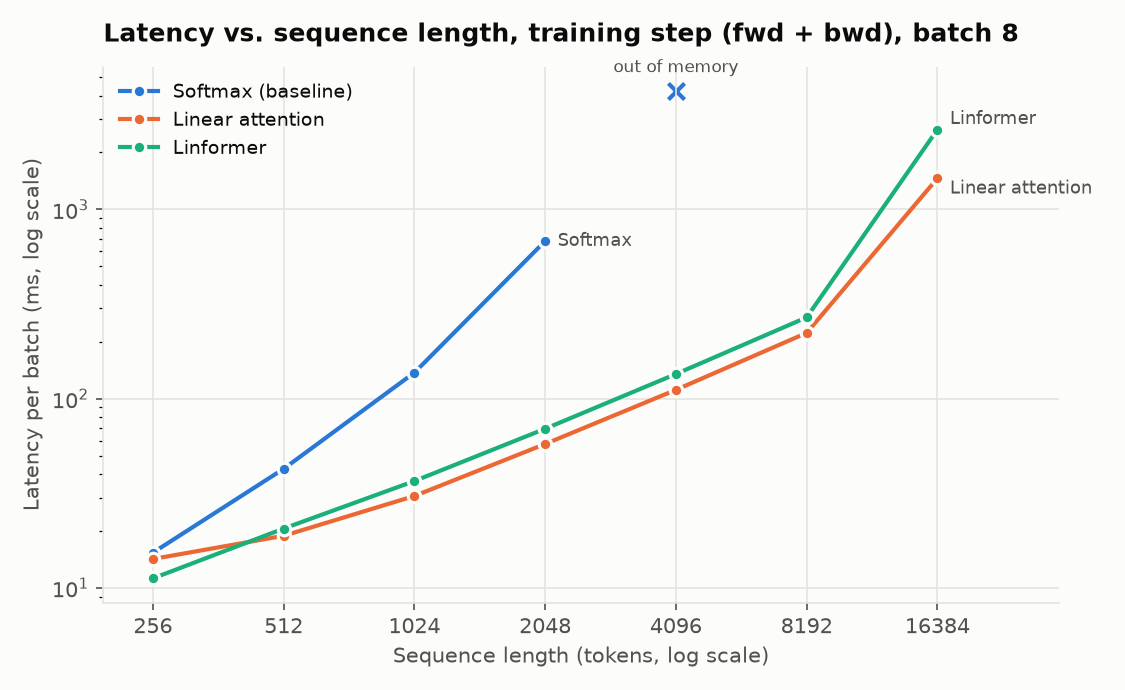 Latency vs. sequence length, training step (fwd + bwd), batch 8
out of memory
Softmax (baseline)
Linear attention
Linformer
Linformer
Linear attention
Softmax
Latency per batch (ms, log scale)
10³
10²
10¹
256 512 1024 2048 4096 8192 16384
Sequence length (tokens, log scale)